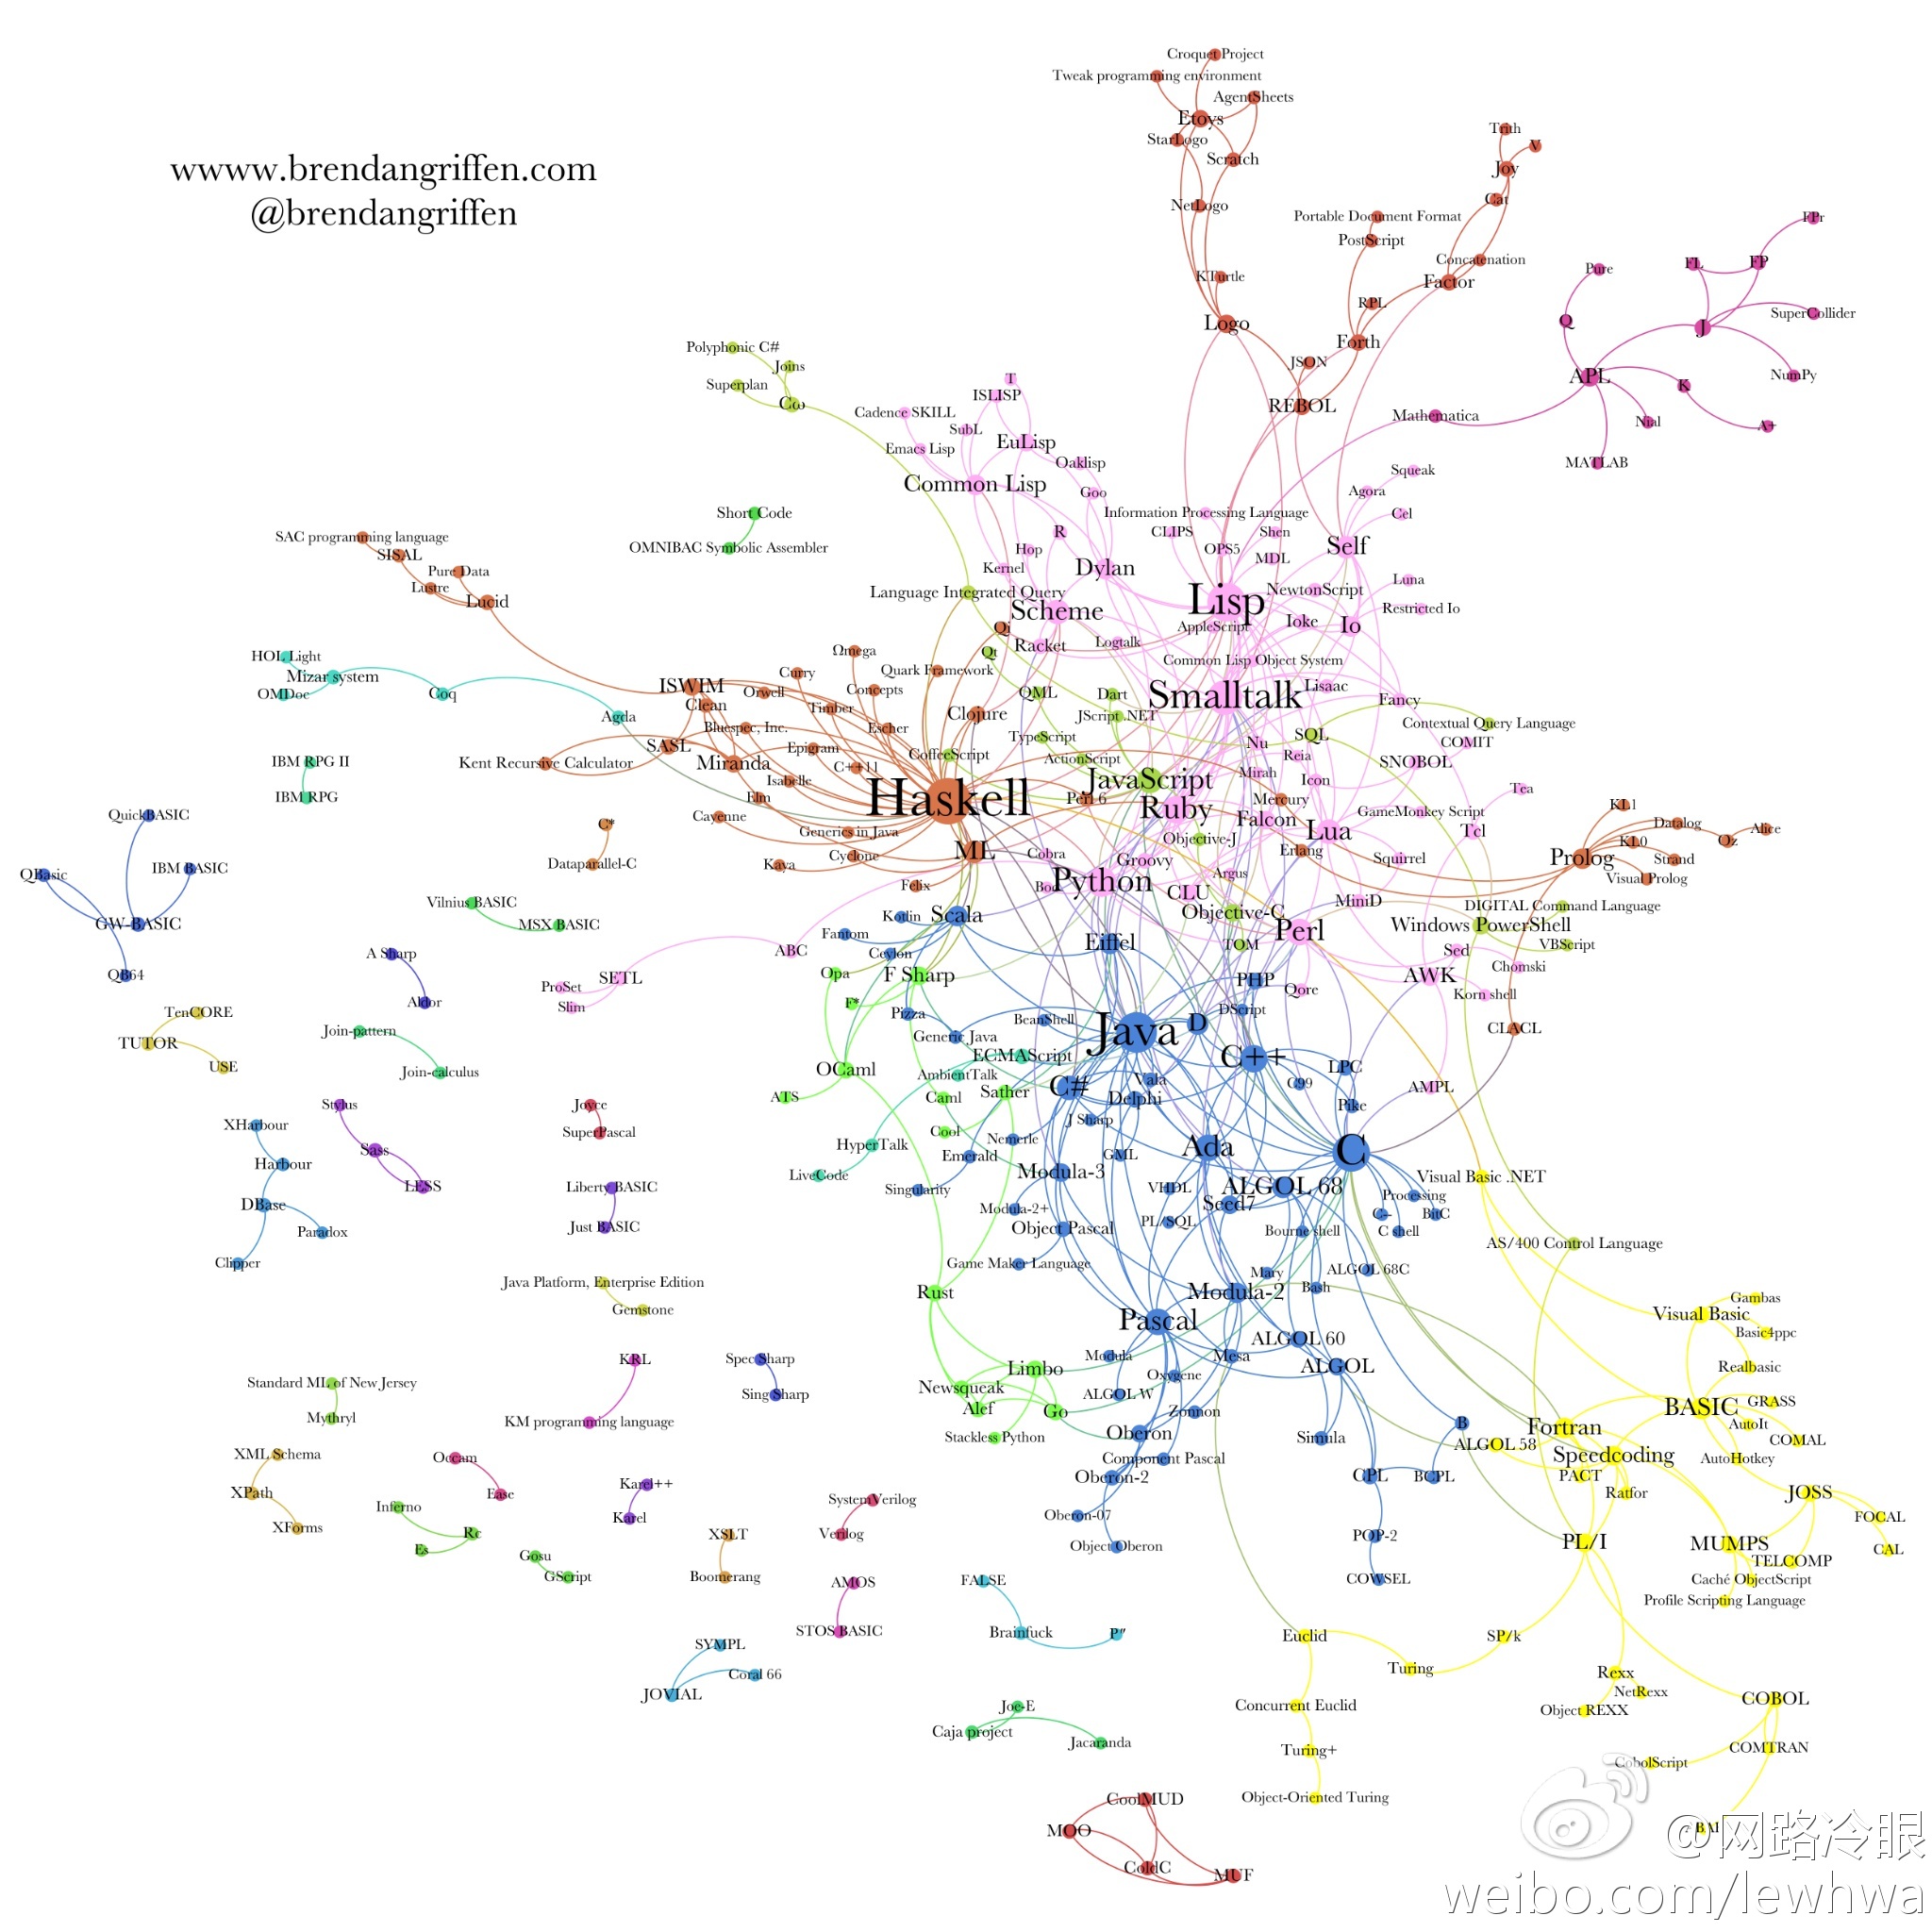 Croquet Project
Tweak programming environment
AgentSheets
Etoys
StarLogo
Scratch
Trith
V
Joy
wwww.brendangriffen.com
@brendangriffen
Cat
NetLogo
Portable Document Format
PostScript
FPr
Concatenation
Pure
FL
FP
KTurtle
Factor
RPL
SuperCollider
Logo
Q
J
Forth
Polyphonic C#
Joins
JSON
Superplan
T
APL
K
NumPy
ISLISP
Cω
REBOL
Cadence SKILL
Mathematica
SubL
Nial
A+
EuLisp
Emacs Lisp
Oaklisp
MATLAB
Squeak
Common Lisp
Goo
Agora
Short Code
Information Processing Language
Cel
R
CLIPS
Shen
SAC programming language
OMNIBAC Symbolic Assembler
Hop
OPS5
Self
SISAL
MDL
Pure Data
Kernel
Dylan
Luna
Lustre
Language Integrated Query
NewtonScript
Lucid
Lisp
Scheme
Restricted Io
Qi
AppleScript
Ioke
Io
Logtalk
Racket
Ωmega
Qt
HOL Light
Common Lisp Object System
Curry
Quark Framework
Mizar system
ISWIM
Orwell
Concepts
QML
Dart
Smalltalk
Lisaac
OMDoc
Coq
Clean
Timber
Fancy
Agda
Clojure
JScript .NET
Contextual Query Language
Bluespec, Inc.
Escher
TypeScript
Nu
SQL
COMIT
SASL
Epigram
CoffeeScript
ActionScript
Reia
IBM RPG II
Kent Recursive Calculator
Miranda
C++11
Mirah
SNOBOL
Isabelle
JavaScript
Icon
Tea
IBM RPG
Elm
Haskell
Perl 6
Ruby
Mercury
KL1
QuickBASIC
Cayenne
GameMonkey Script
C*
Generics in Java
Falcon
Lua
Tcl
Datalog
Alice
Objective-J
KL0
Oz
Dataparallel-C
ML
Cobra
Groovy
Erlang
Squirrel
Prolog
Strand
Kaya
Cyclone
IBM BASIC
QBasic
Felix
Python
Argus
Visual Prolog
CLU
Vilnius BASIC
Kotlin
Scala
Objective-C
MiniD
DIGITAL Command Language
GW-BASIC
MSX BASIC
Fantom
Perl
Windows PowerShell
A Sharp
ABC
Ceylon
Eiffel
TOM
Sed
VBScript
QB64
SETL
Opa
F Sharp
PHP
AWK
Chomski
ProSet
Qore
Korn shell
Aldor
Slim
F*
TenCORE
Pizza
BeanShell
DScript
Join-pattern
Java
D
CLACL
TUTOR
Generic Java
ECMAScript
C++
USE
Join-calculus
OCaml
AmbientTalk
C#
Vala
C99
LPC
Sather
AMPL
ATS
Caml
Delphi
Stylus
Joyce
Pike
XHarbour
SuperPascal
Cool
J Sharp
HyperTalk
Nemerle
Ada
C
Sass
Emerald
GML
Harbour
LiveCode
Modula-3
Visual Basic .NET
LESS
Liberty BASIC
Singularity
VHDL
ALGOL 68
Processing
DBase
Modula-2+
Seed7
C--
BitC
Just BASIC
Object Pascal
PL/SQL
Bourne shell
C shell
Paradox
AS/400 Control Language
Clipper
Game Maker Language
Mary
ALGOL 68C
Java Platform, Enterprise Edition
Rust
Modula-2
Bash
Gambas
Gemstone
Pascal
Visual Basic
Basic4ppc
ALGOL 60
KRL
Spec Sharp
Modula
Mesa
Limbo
ALGOL
Realbasic
Standard ML of New Jersey
Newsqueak
Oxygene
Sing Sharp
ALGOL W
GRASS
Mythryl
Alef
Go
Zonnon
BASIC
KM programming language
B
Fortran
AutoIt
Stackless Python
Oberon
Simula
ALGOL 58
COMAL
XML Schema
Occam
Component Pascal
Speedcoding
AutoHotkey
Oberon-2
CPL
BCPL
PACT
Karel++
XPath
Ease
SystemVerilog
Ratfor
JOSS
Inferno
Oberon-07
Karel
FOCAL
XForms
Rc
XSLT
Verilog
POP-2
PL/I
MUMPS
Es
Object Oberon
CAL
Gosu
TELCOMP
GScript
Boomerang
AMOS
FALSE
COWSEL
Caché ObjectScript
Profile Scripting Language
STOS BASIC
Brainfuck
P″
Euclid
SP/k
SYMPL
Coral 66
Turing
Rexx
JOVIAL
NetRexx
Joe-E
Concurrent Euclid
Object REXX
COBOL
Caja project
Jacaranda
Turing+
COMTRAN
CobolScript
CoolMUD
Object-Oriented Turing
MOO
@网路冷眼
ColdC
MUF
weibo.com/lewhwa